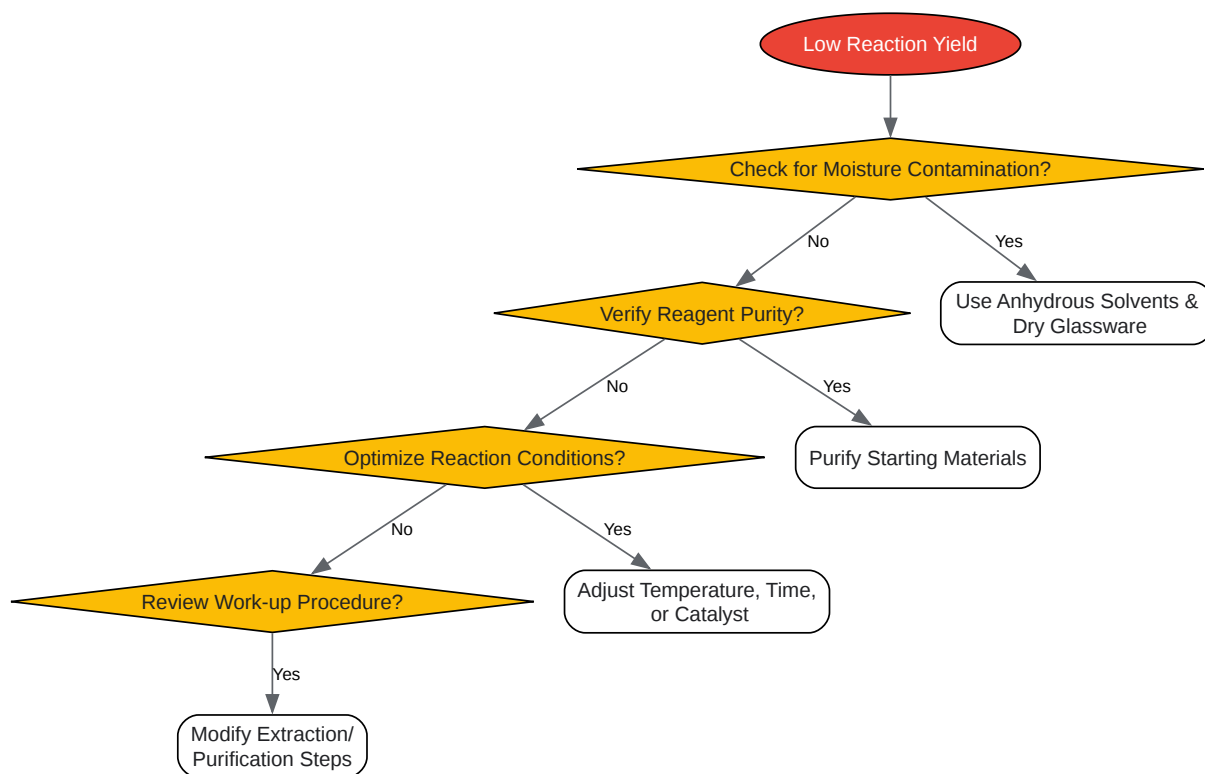 Low Reaction Yield
Check for Moisture Contamination?
No
Yes
Verify Reagent Purity?
Use Anhydrous Solvents &
Dry Glassware
No
Yes
Optimize Reaction Conditions?
Purify Starting Materials
No
Yes
Review Work-up Procedure?
Adjust Temperature, Time,
or Catalyst
Yes
Modify Extraction/
Purification Steps